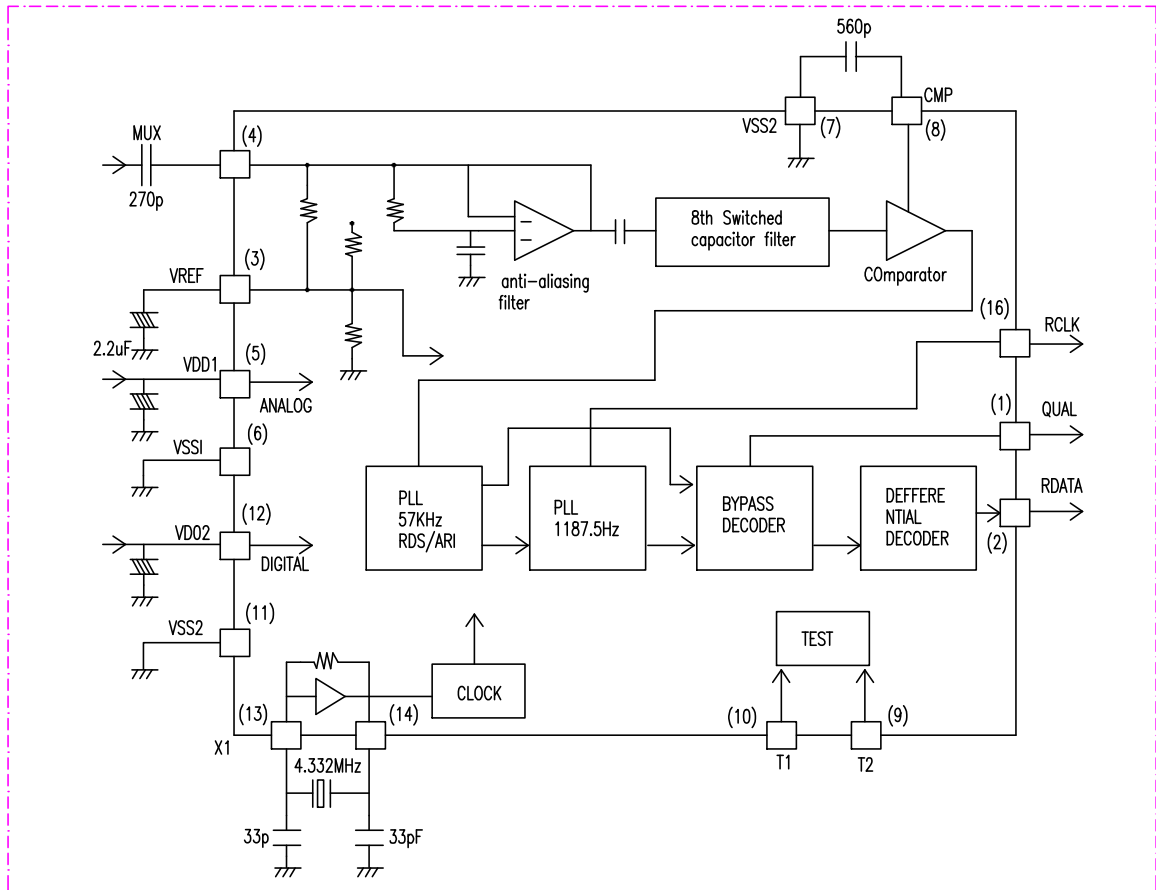 560p
CMP
VSS2
(7)
(8)
MUX
(4)
270p
8th Switched
capacitor filter
COmparator
anti-aliasing
filter
(3)
VREF
2.2uF
(16)
RCLK
VDD1
(5)
ANALOG
(1)
QUAL
VSSI
(6)
RDATA
(2)
PLL
57KHz
RDS/ARI
PLL
1187.5Hz
BYPASS
DECODER
DEFFERE
NTIAL
DECODER
(12)
VDO2
DIGITAL
(11)
VSS2
TEST
CLOCK
(13)
(14)
X1
(10)
(9)
T1
T2
4.332MHz
33p
33pF